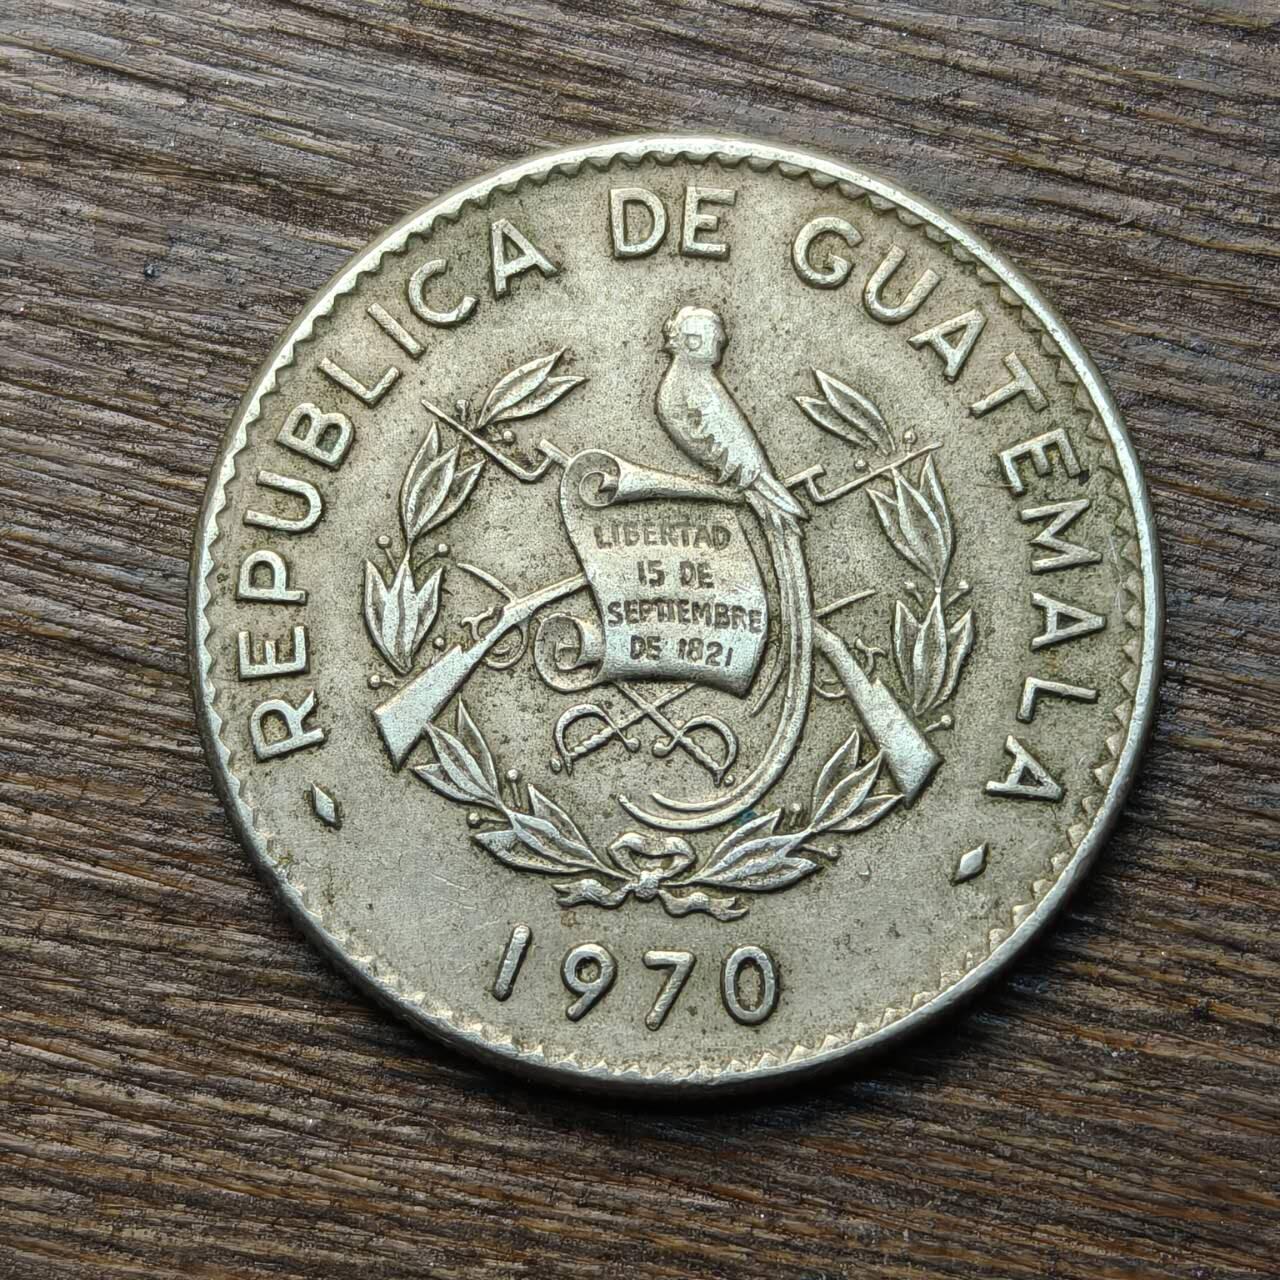 REPUBLICA DE GUATEMALA
LIBERTAD
15 DE
SEPTIEMBRE
DE 1821
1970